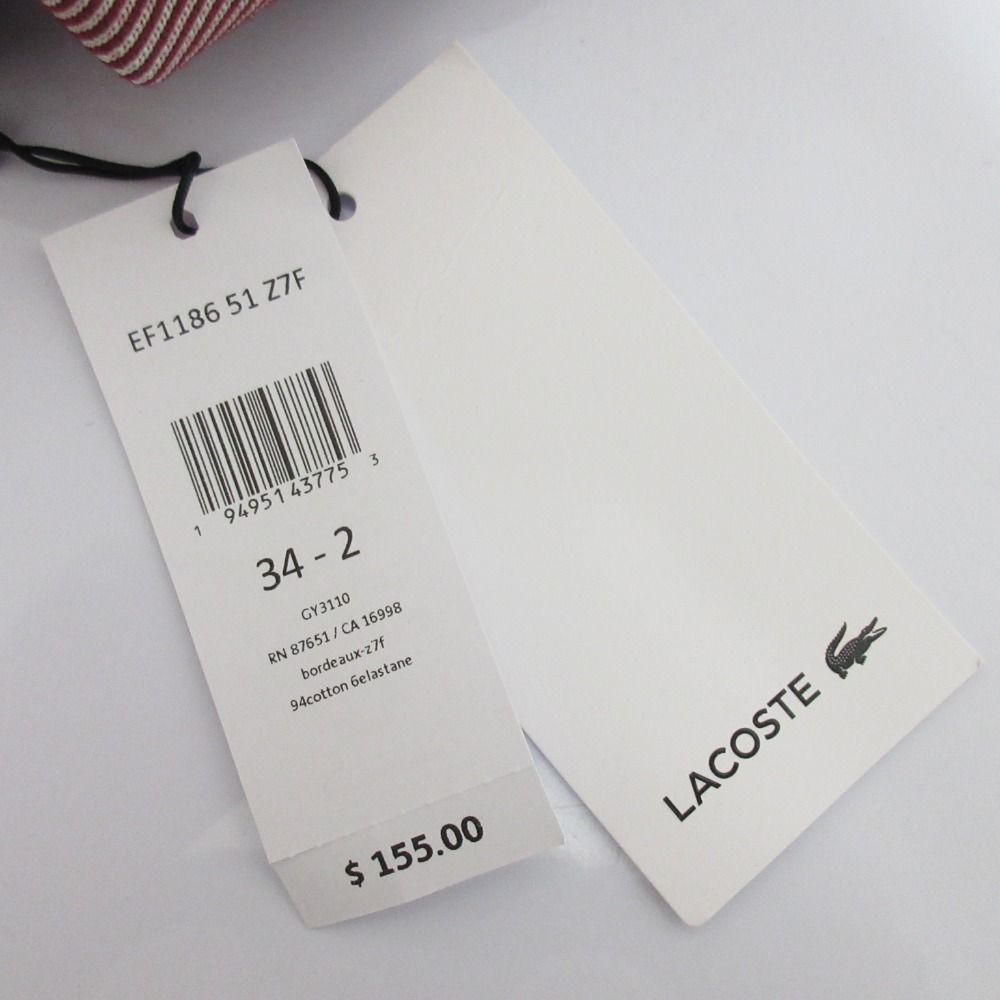 EF1186 51 Z7F
1 94951 43775 3
34 - 2
GY3110
RN 87651 / CA 16998
bordeaux-z7f
94cotton 6elastane
$ 155.00
LACOSTE